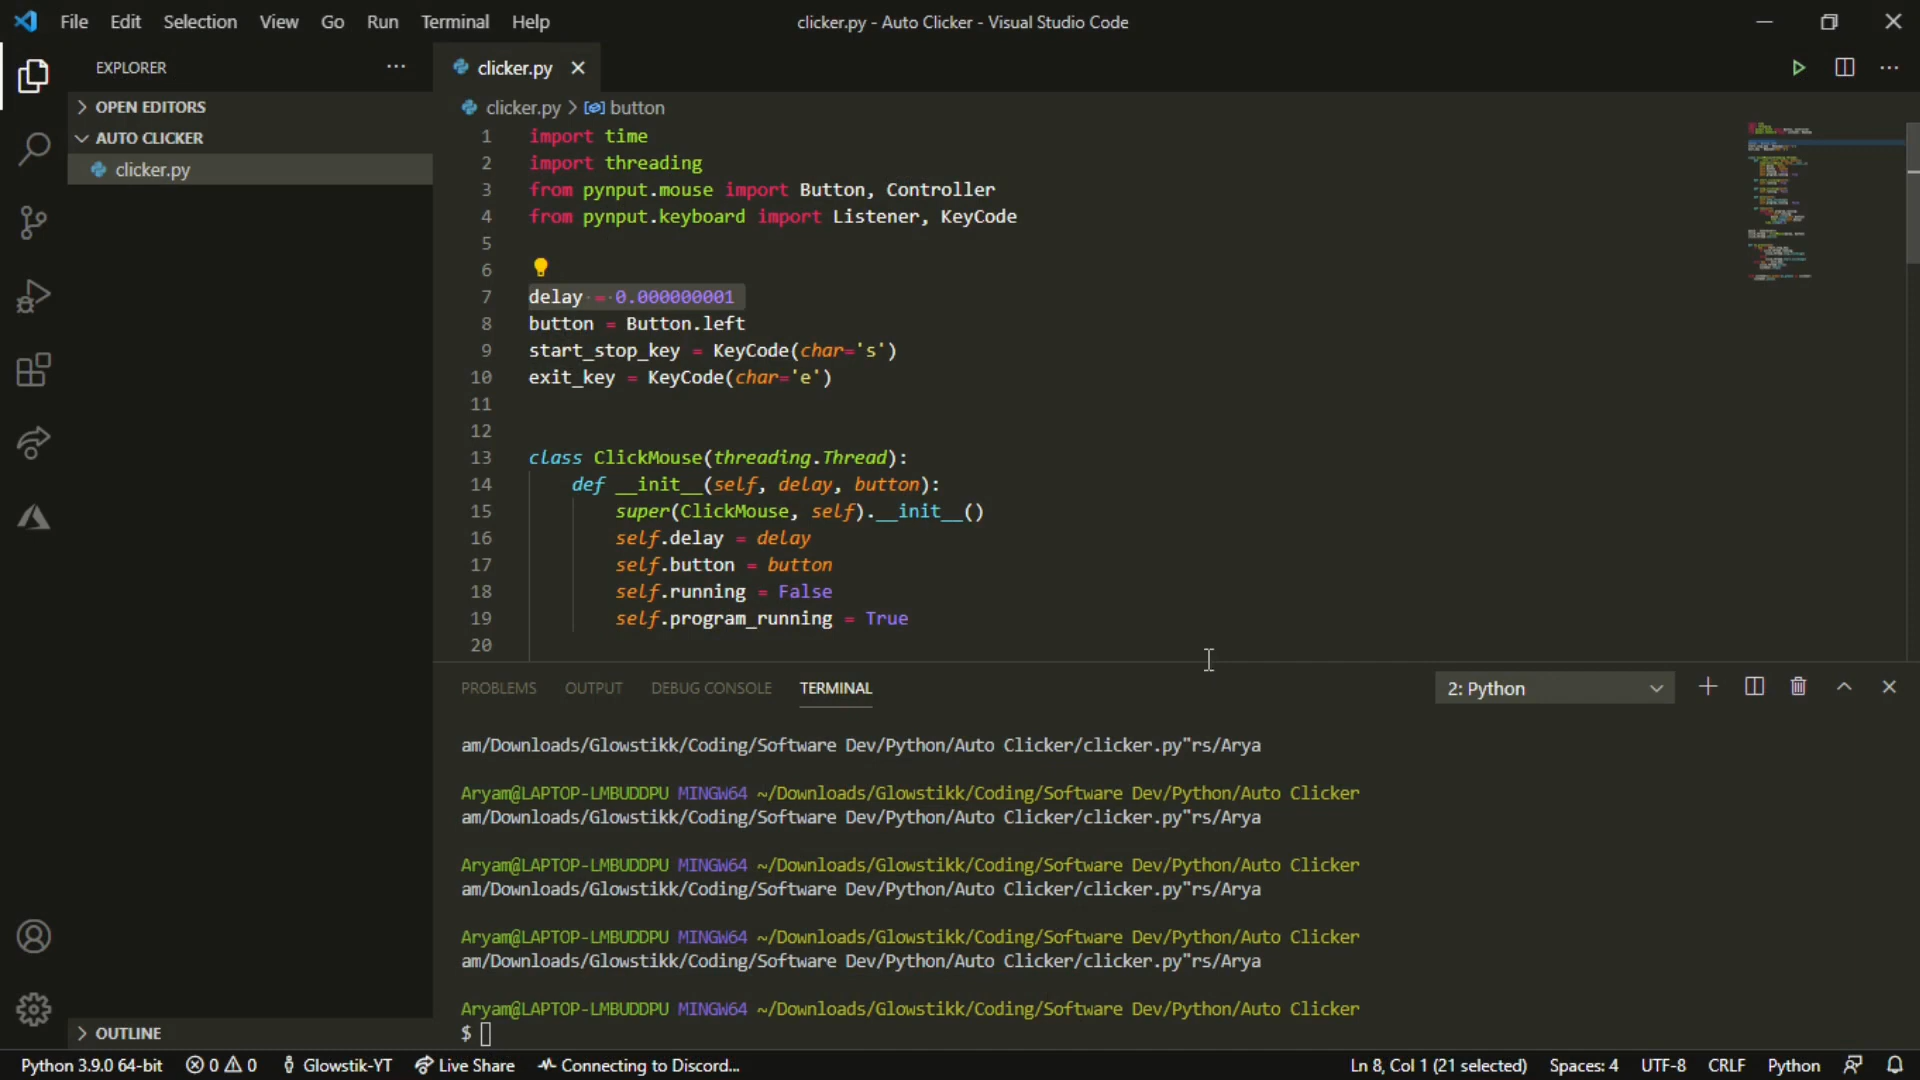 File Edit Selection View Go Run Terminal Help
clicker.py - Auto Clicker - Visual Studio Code
EXPLORER
OPEN EDITORS
AUTO CLICKER
clicker.py
OUTLINE
clicker.py
clicker.py > button
1 import time
2 import threading
3 from pynput.mouse import Button, Controller
4 from pynput.keyboard import Listener, KeyCode
5
6
7 delay = 0.000000001
8 button = Button.left
9 start_stop_key = KeyCode(char='s')
10 exit_key = KeyCode(char='e')
11
12
13 class ClickMouse(threading.Thread):
14 def __init__(self, delay, button):
15 super(ClickMouse, self).__init__()
16 self.delay = delay
17 self.button = button
18 self.running = False
19 self.program_running = True
20
PROBLEMS OUTPUT DEBUG CONSOLE TERMINAL
2: Python
am/Downloads/Glowstikk/Coding/Software Dev/Python/Auto Clicker/clicker.py"rs/Arya
Aryam@LAPTOP-LMBUDDPU MINGW64 ~/Downloads/Glowstikk/Coding/Software Dev/Python/Auto Clicker
am/Downloads/Glowstikk/Coding/Software Dev/Python/Auto Clicker/clicker.py"rs/Arya
Aryam@LAPTOP-LMBUDDPU MINGW64 ~/Downloads/Glowstikk/Coding/Software Dev/Python/Auto Clicker
am/Downloads/Glowstikk/Coding/Software Dev/Python/Auto Clicker/clicker.py"rs/Arya
Aryam@LAPTOP-LMBUDDPU MINGW64 ~/Downloads/Glowstikk/Coding/Software Dev/Python/Auto Clicker
am/Downloads/Glowstikk/Coding/Software Dev/Python/Auto Clicker/clicker.py"rs/Arya
Aryam@LAPTOP-LMBUDDPU MINGW64 ~/Downloads/Glowstikk/Coding/Software Dev/Python/Auto Clicker
$
Python 3.9.0 64-bit 0 0 Glowstik-YT Live Share Connecting to Discord... Ln 8, Col 1 (21 selected) Spaces: 4 UTF-8 CRLF Python